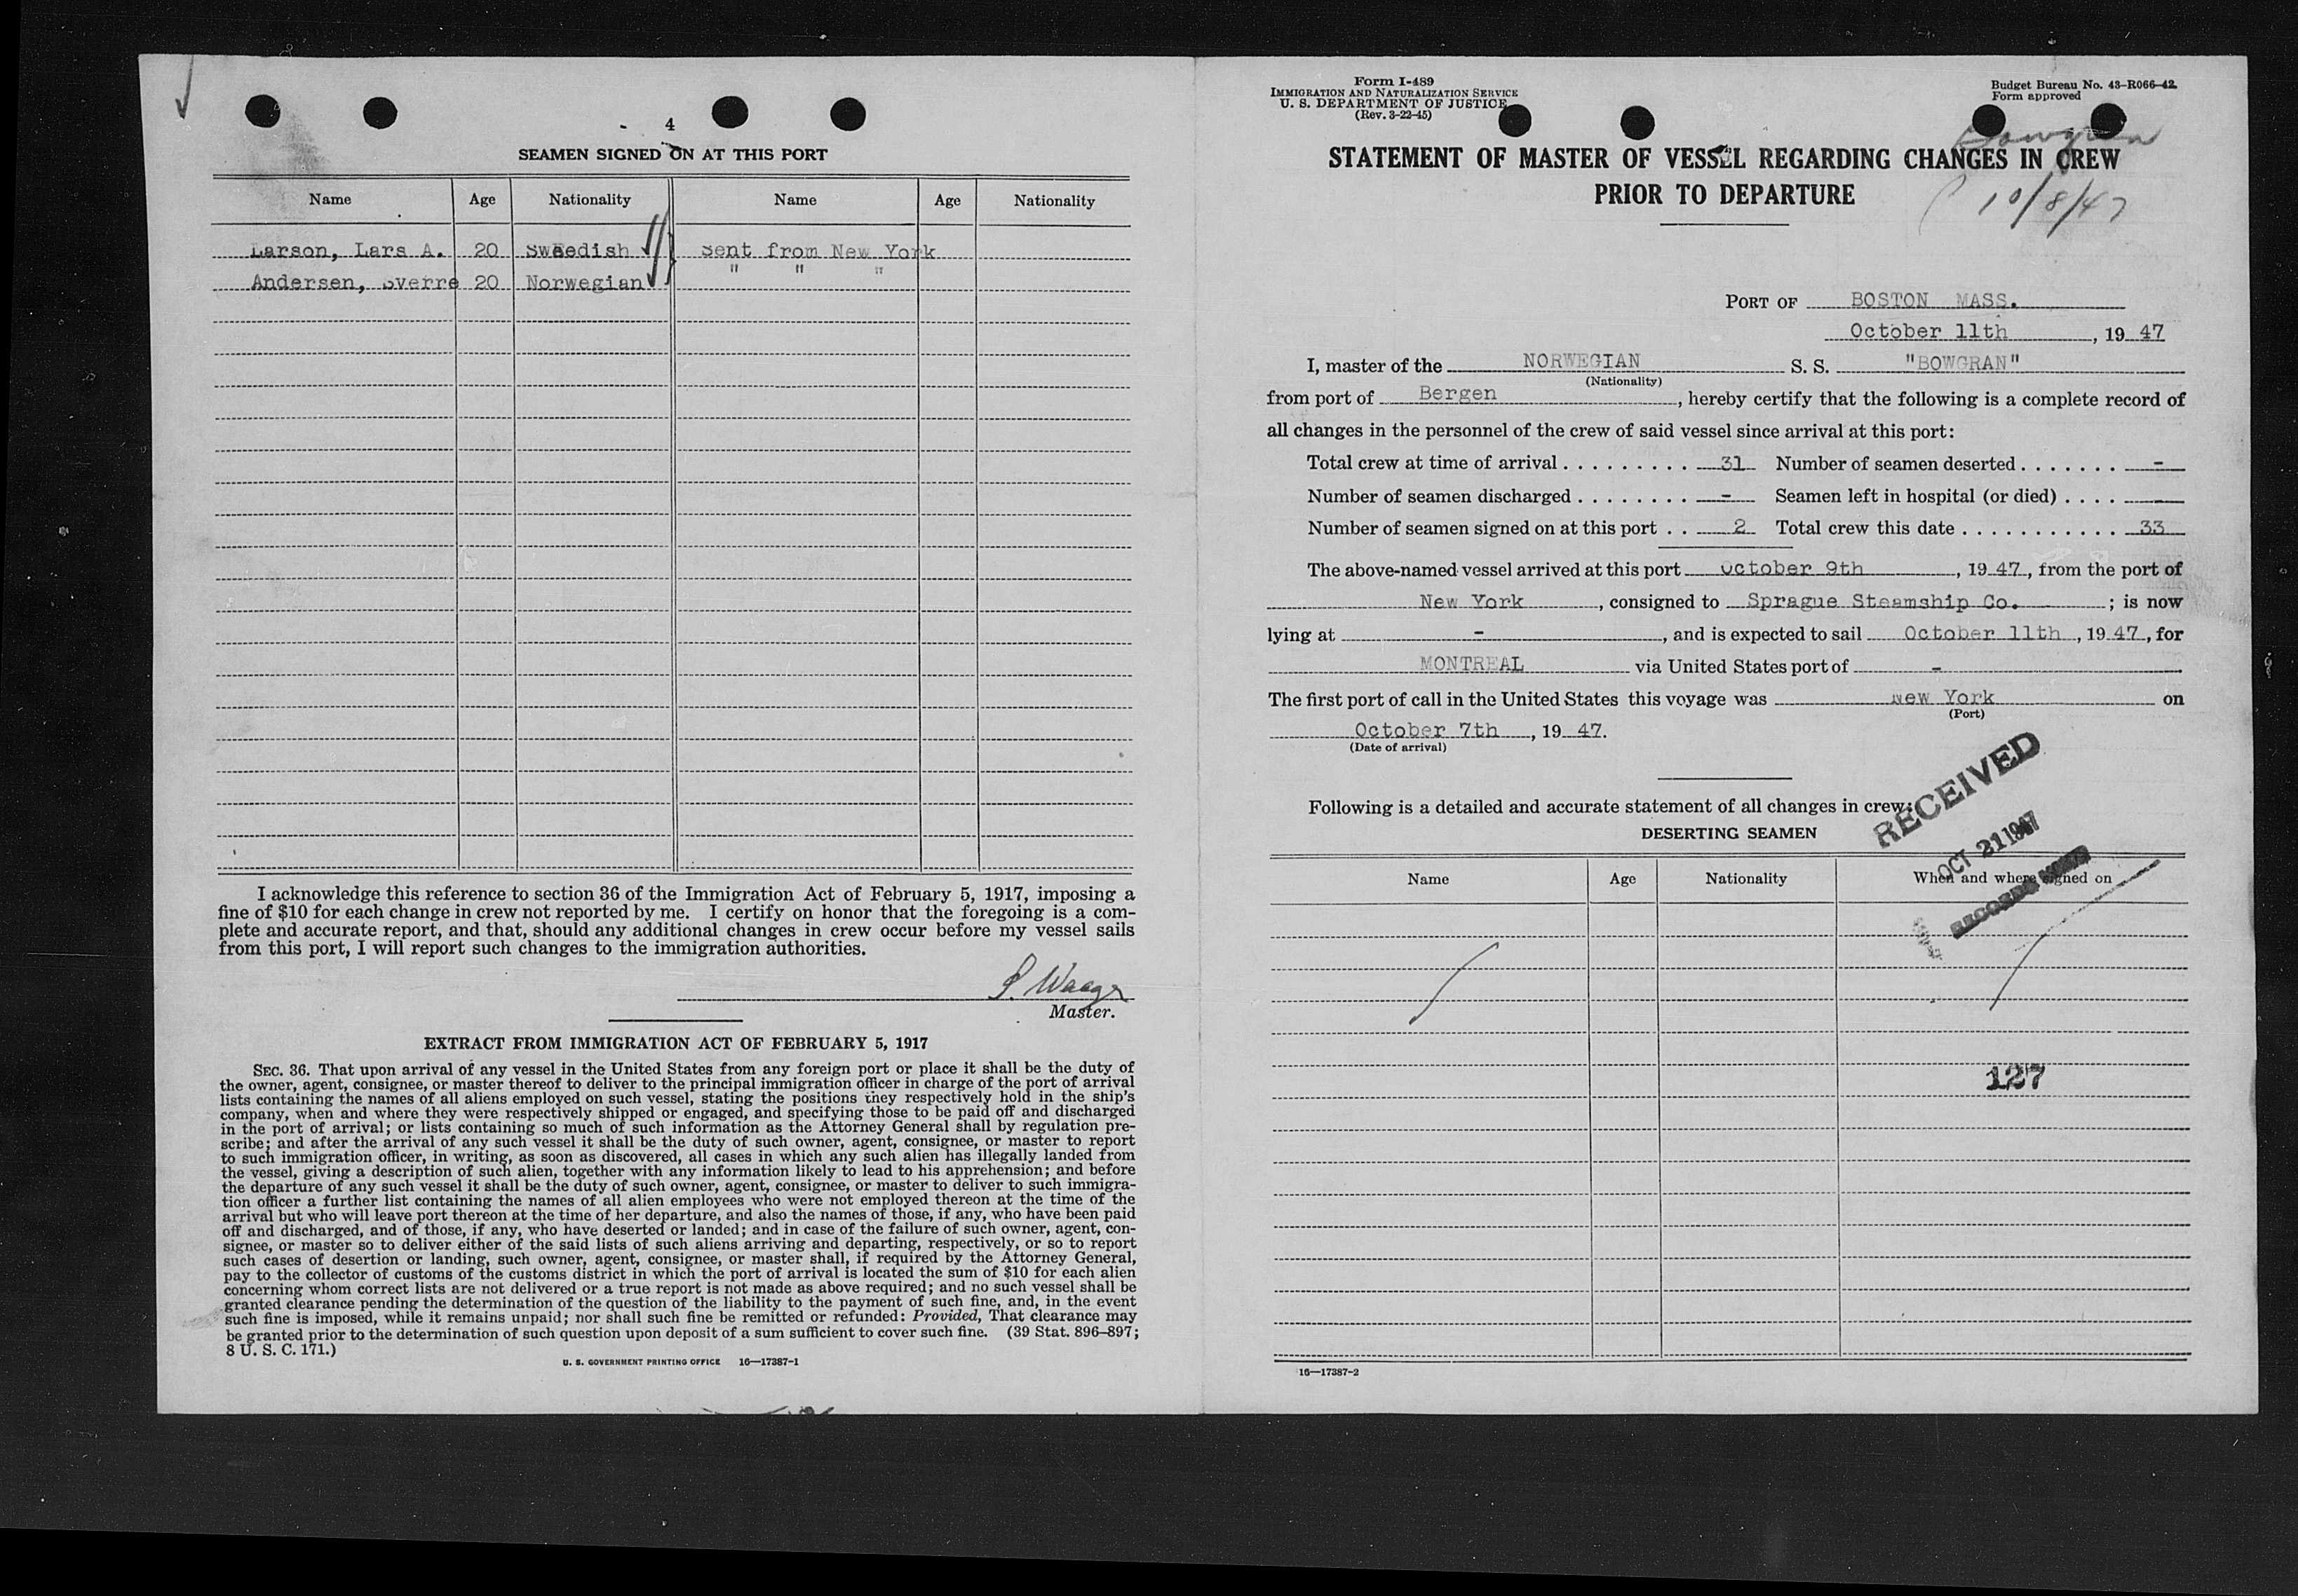 4
SEAMEN SIGNED ON AT THIS PORT
Name Age Nationality Name Age Nationality
Larson, Lars A. 20 Swedish sent from New York
Andersen, Sverre 20 Norwegian " " "
I acknowledge this reference to section 36 of the Immigration Act of February 5, 1917, imposing a
fine of $10 for each change in crew not reported by me. I certify on honor that the foregoing is a com-
plete and accurate report, and that, should any additional changes in crew occur before my vessel sails
from this port, I will report such changes to the immigration authorities.
Master.
EXTRACT FROM IMMIGRATION ACT OF FEBRUARY 5, 1917
SEC. 36. That upon arrival of any vessel in the United States from any foreign port or place it shall be the duty of
the owner, agent, consignee, or master thereof to deliver to the principal immigration officer in charge of the port of arrival
lists containing the names of all aliens employed on such vessel, stating the positions they respectively hold in the ship's
company, when and where they were respectively shipped or engaged, and specifying those to be paid off and discharged
in the port of arrival; or lists containing so much of such information as the Attorney General shall by regulation pre-
scribe; and after the arrival of any such vessel it shall be the duty of such owner, agent, consignee, or master to report
to such immigration officer, in writing, as soon as discovered, all cases in which any such alien has illegally landed from
the vessel, giving a description of such alien, together with any information likely to lead to his apprehension; and before
the departure of any such vessel it shall be the duty of such owner, agent, consignee, or master to deliver to such immigra-
tion officer a further list containing the names of all alien employees who were not employed thereon at the time of the
arrival but who will leave port thereon at the time of her departure, and also the names of those, if any, who have been paid
off and discharged, and of those, if any, who have deserted or landed; and in case of the failure of such owner, agent, con-
signee, or master so to deliver either of the said lists of such aliens arriving and departing, respectively, or so to report
such cases of desertion or landing, such owner, agent, consignee, or master shall, if required by the Attorney General,
pay to the collector of customs of the customs district in which the port of arrival is located the sum of $10 for each alien
concerning whom correct lists are not delivered or a true report is not made as above required; and no such vessel shall be
granted clearance pending the determination of the question of the liability to the payment of such fine, and, in the event
such fine is imposed, while it remains unpaid; nor shall such fine be remitted or refunded: Provided, That clearance may
be granted prior to the determination of such question upon deposit of a sum sufficient to cover such fine. (39 Stat. 896–897;
8 U. S. C. 171.)
U. S. GOVERNMENT PRINTING OFFICE 16—17387-1
Form I-489
IMMIGRATION AND NATURALIZATION SERVICE
U. S. DEPARTMENT OF JUSTICE
(Rev. 3-22-45)
Budget Bureau No. 43–R066–42.
Form approved
Bowgran
STATEMENT OF MASTER OF VESSEL REGARDING CHANGES IN CREW
PRIOR TO DEPARTURE
10/8/47
PORT OF BOSTON MASS.
October 11th, 19 47
I, master of the NORWEGIAN S. S. "BOWGRAN"
(Nationality)
from port of Bergen, hereby certify that the following is a complete record of
all changes in the personnel of the crew of said vessel since arrival at this port:
Total crew at time of arrival 31 Number of seamen deserted -
Number of seamen discharged - Seamen left in hospital (or died) -
Number of seamen signed on at this port 2 Total crew this date 33
The above-named vessel arrived at this port October 9th, 19 47, from the port of
New York, consigned to Sprague Steamship Co.; is now
lying at -, and is expected to sail October 11th, 19 47, for
MONTREAL via United States port of -
The first port of call in the United States this voyage was New York on
(Port)
October 7th, 19 47.
(Date of arrival)
Following is a detailed and accurate statement of all changes in crew:
RECEIVED
OCT 21 1947
DESERTING SEAMEN
Name Age Nationality When and where signed on
127
16—17387-2